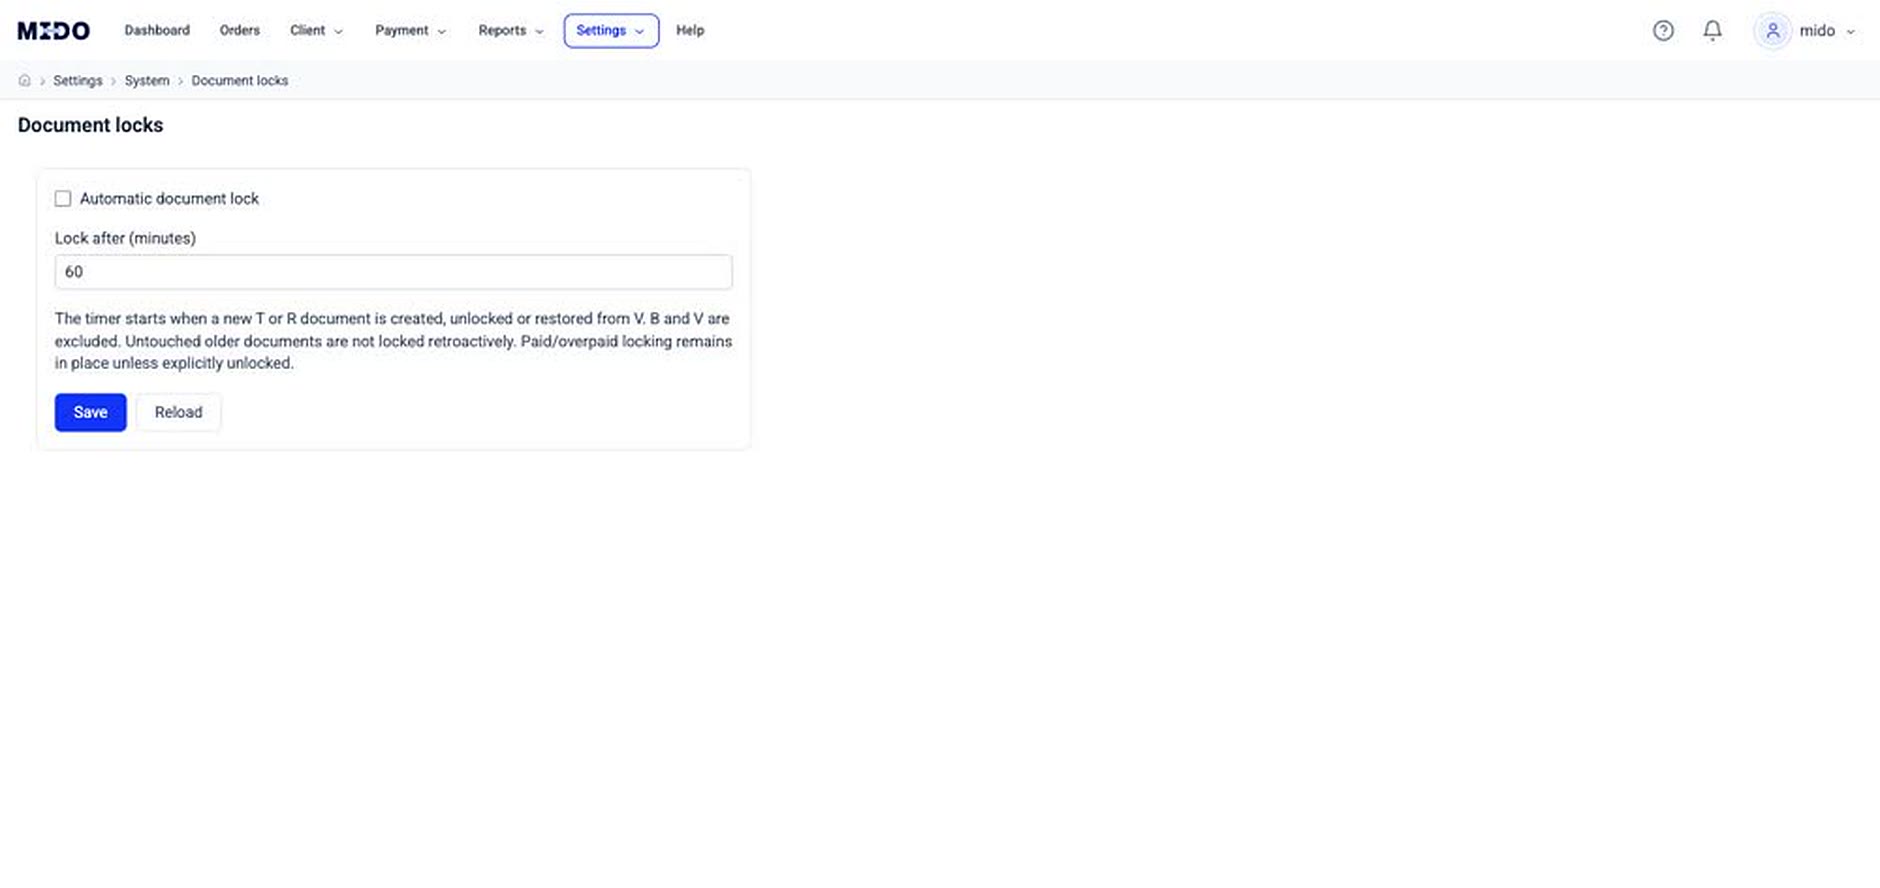 MIDO Dashboard Orders Client Payment Reports Settings Help mido
Settings > System > Document locks
Document locks
Automatic document lock
Lock after (minutes)
60
The timer starts when a new T or R document is created, unlocked or restored from V. B and V are
excluded. Untouched older documents are not locked retroactively. Paid/overpaid locking remains
in place unless explicitly unlocked.
Save Reload